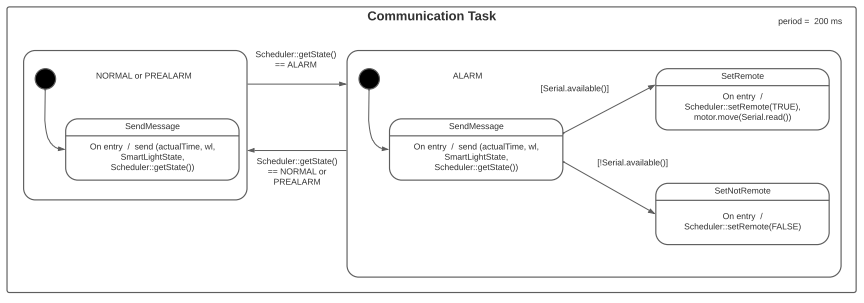 Communication Task
period = 200 ms
NORMAL or PREALARM
SendMessage
On entry / send (actualTime, wl,
SmartLightState,
Scheduler::getState())
Scheduler::getState()
== ALARM
Scheduler::getState()
== NORMAL or
PREALARM
ALARM
SendMessage
On entry / send (actualTime, wl,
SmartLightState,
Scheduler::getState())
[Serial.available()]
[!Serial.available()]
SetRemote
On entry /
Scheduler::setRemote(TRUE),
motor.move(Serial.read())
SetNotRemote
On entry /
Scheduler::setRemote(FALSE)